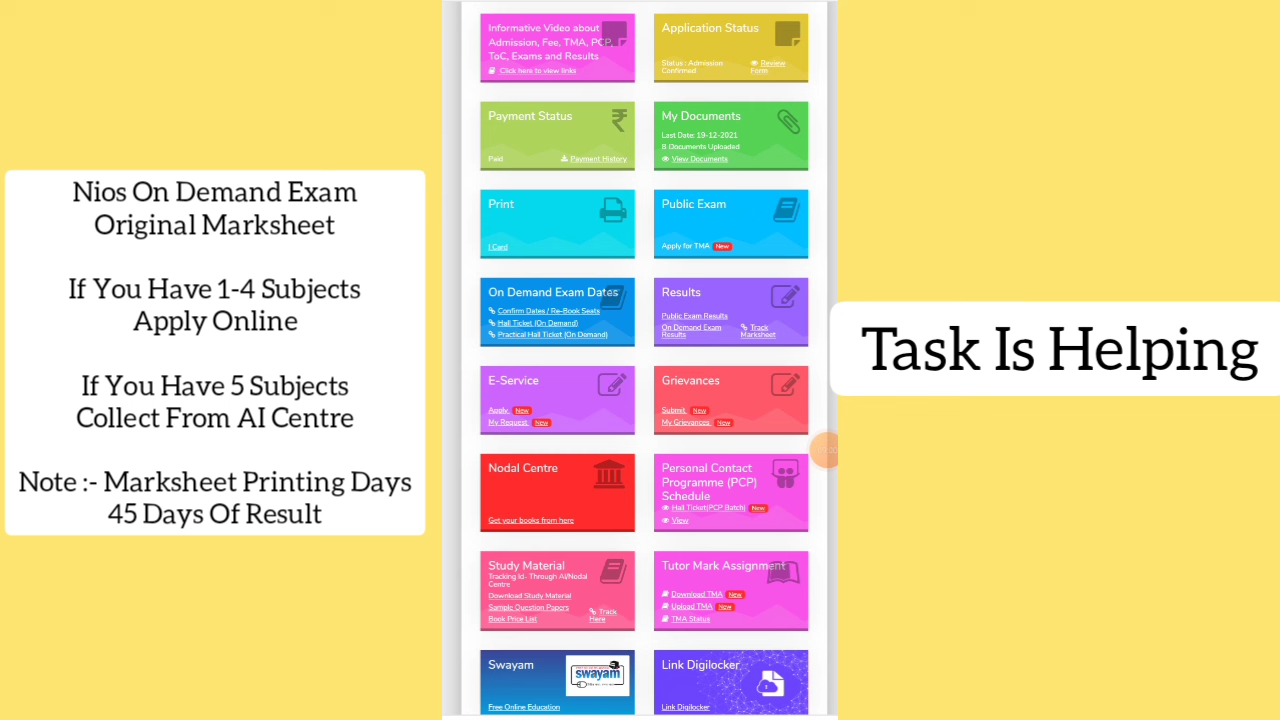 Nios On Demand Exam
Original Marksheet
If You Have 1-4 Subjects
Apply Online
If You Have 5 Subjects
Collect From AI Centre
Note :- Marksheet Printing Days
45 Days Of Result
Informative Video about
Admission, Fee, TMA, PCP,
ToC, Exams and Results
Click here to view links
Application Status
Status : Admission
Confirmed
Review
Form
Payment Status
Paid
Payment History
My Documents
Last Date: 19-12-2021
8 Documents Uploaded
View Documents
Print
I Card
Public Exam
Apply for TMA New
On Demand Exam Dates
Confirm Dates / Re-Book Seats
Hall Ticket (On Demand)
Practical Hall Ticket (On Demand)
Results
Public Exam Results
On Demand Exam
Results
Track
Marksheet
E-Service
Apply New
My Request New
Grievances
Submit New
My Grievances New
Nodal Centre
Get your books from here
Personal Contact
Programme (PCP)
Schedule
Hall Ticket(PCP Batch) New
View
Study Material
Tracking Id- Through AI/Nodal
Centre
Download Study Material
Sample Question Papers
Book Price List
Track
Here
Tutor Mark Assignment
Download TMA New
Upload TMA New
TMA Status
Swayam
swayam
Free Online Education
Link Digilocker
Link Digilocker
Task Is Helping